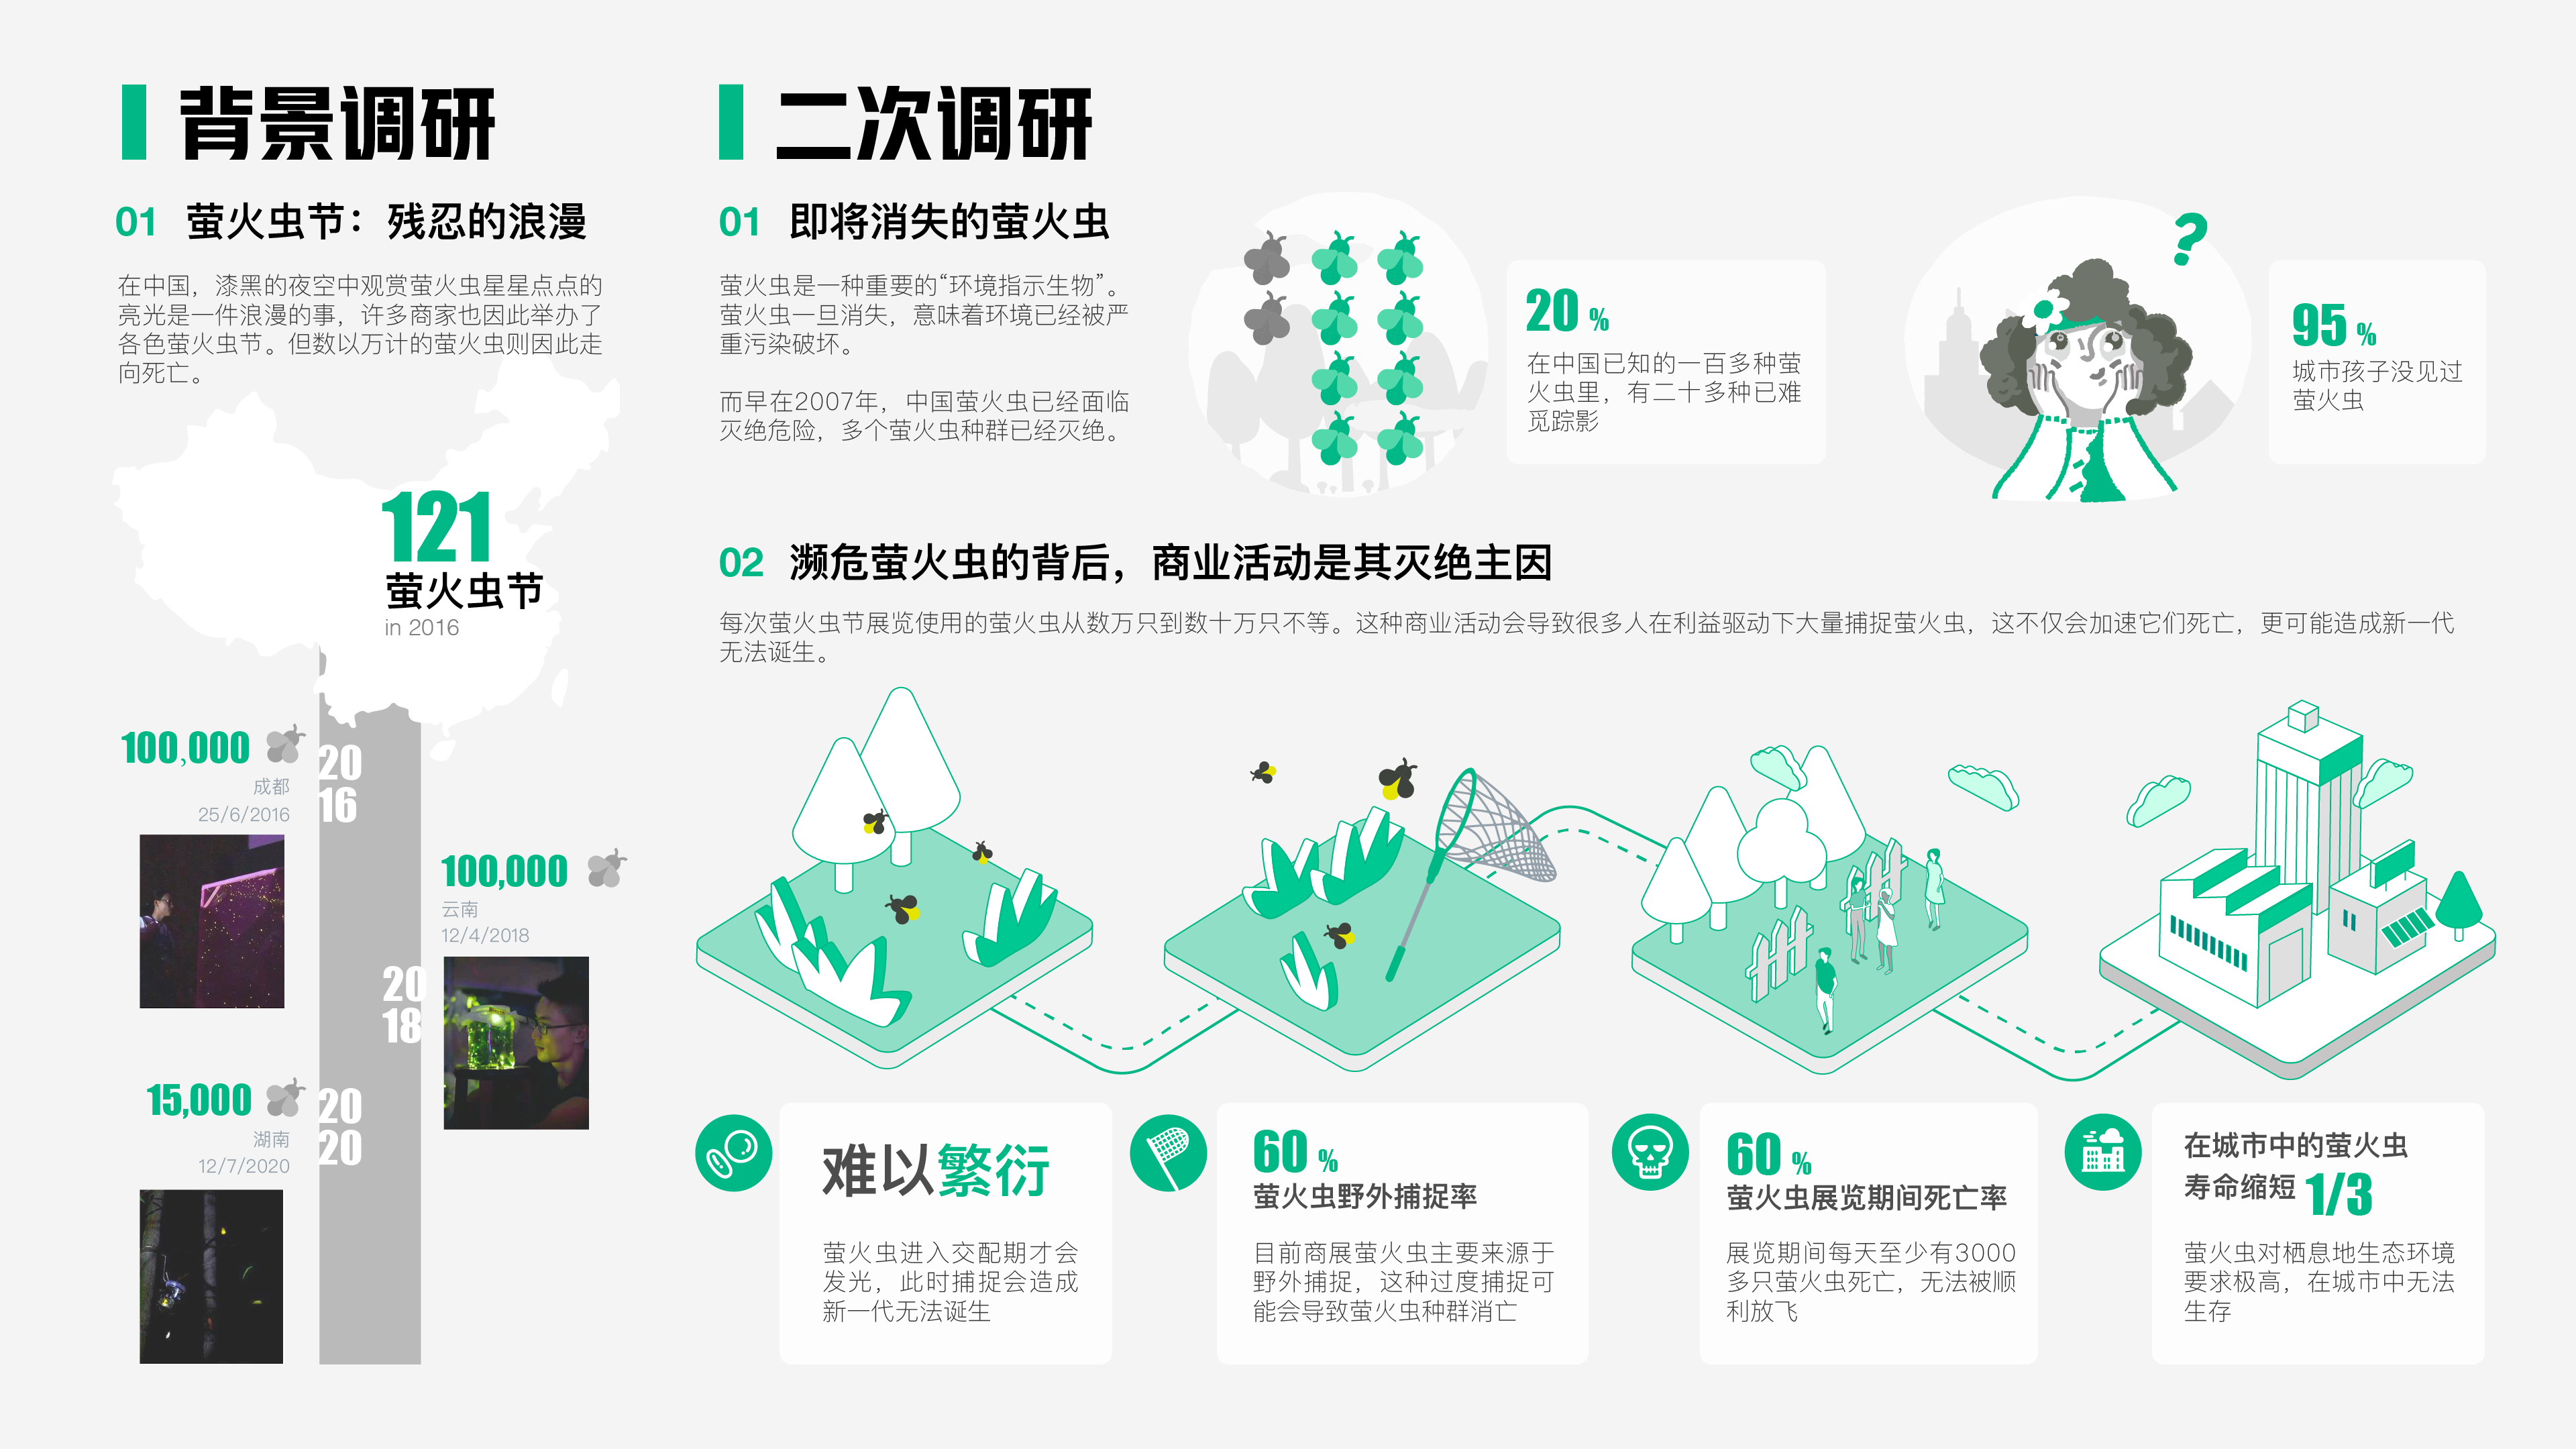 背景调研
01 萤火虫节：残忍的浪漫
在中国，漆黑的夜空中观赏萤火虫星星点点的
亮光是一件浪漫的事，许多商家也因此举办了
各色萤火虫节。但数以万计的萤火虫则因此走
向死亡。
121
萤火虫节
in 2016
100,000
成都
25/6/2016
20
16
100,000
云南
12/4/2018
20
18
15,000
湖南
12/7/2020
20
20
二次调研
01 即将消失的萤火虫
萤火虫是一种重要的“环境指示生物”。
萤火虫一旦消失，意味着环境已经被严
重污染破坏。
而早在2007年，中国萤火虫已经面临
灭绝危险，多个萤火虫种群已经灭绝。
20 %
在中国已知的一百多种萤
火虫里，有二十多种已难
觅踪影
?
95 %
城市孩子没见过
萤火虫
02 濒危萤火虫的背后，商业活动是其灭绝主因
每次萤火虫节展览使用的萤火虫从数万只到数十万只不等。这种商业活动会导致很多人在利益驱动下大量捕捉萤火虫，这不仅会加速它们死亡，更可能造成新一代
无法诞生。
难以繁衍
萤火虫进入交配期才会
发光，此时捕捉会造成
新一代无法诞生
60 %
萤火虫野外捕捉率
目前商展萤火虫主要来源于
野外捕捉，这种过度捕捉可
能会导致萤火虫种群消亡
60 %
萤火虫展览期间死亡率
展览期间每天至少有3000
多只萤火虫死亡，无法被顺
利放飞
在城市中的萤火虫
寿命缩短 1/3
萤火虫对栖息地生态环境
要求极高，在城市中无法
生存